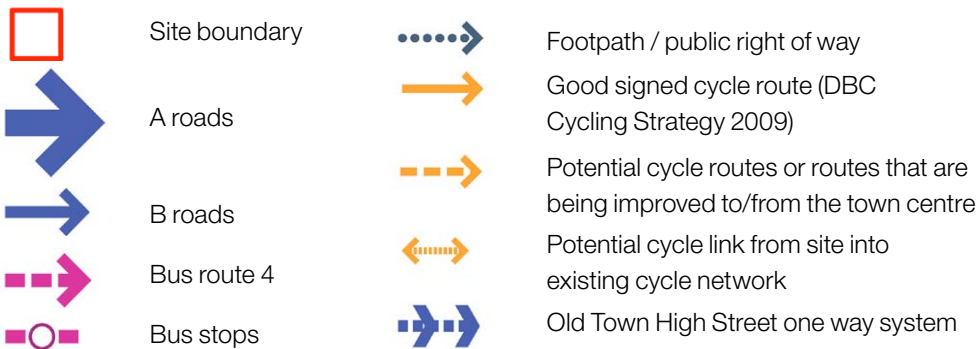 Site boundary
A roads
B roads
Bus route 4
Bus stops
Footpath / public right of way
Good signed cycle route (DBC
Cycling Strategy 2009)
Potential cycle routes or routes that are
being improved to/from the town centre
Potential cycle link from site into
existing cycle network
Old Town High Street one way system